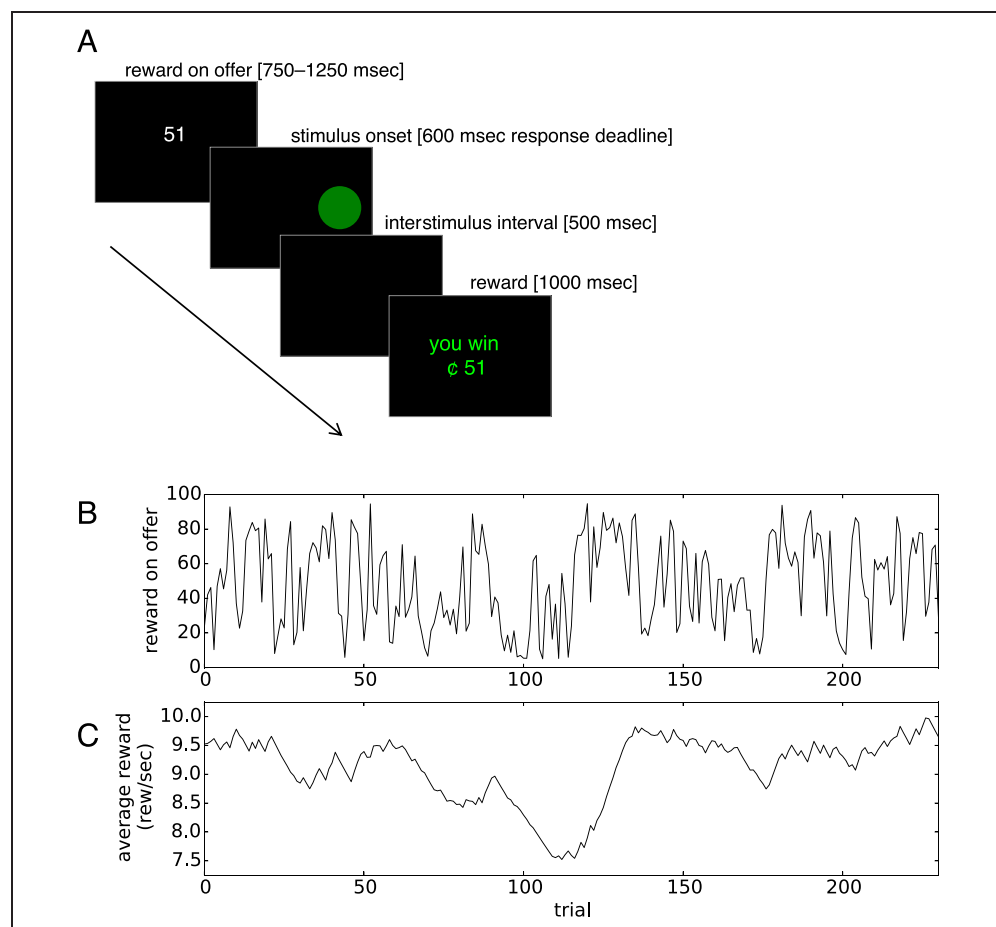 A
reward on offer [750–1250 msec]
51
stimulus onset [600 msec response deadline]
interstimulus interval [500 msec]
reward [1000 msec]
you win
¢ 51
B
reward on offer
100
80
60
40
20
0
0 50 100 150 200
C
average reward
(rew/sec)
10.0
9.5
9.0
8.5
8.0
7.5
0 50 100 150 200
trial